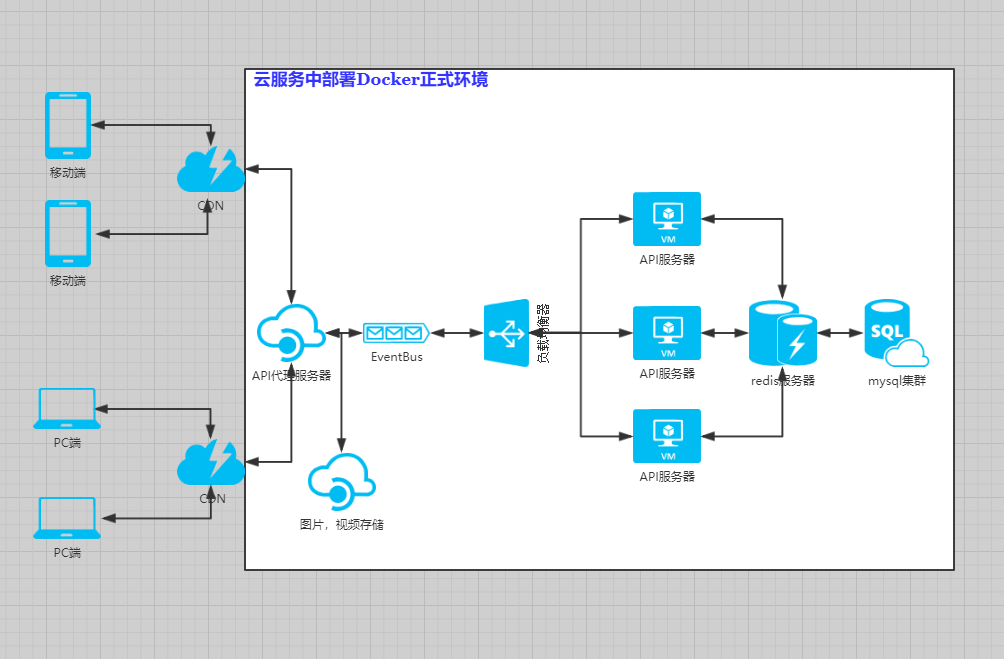 云服务中部署Docker正式环境
移动端
CDN
移动端
VM
API服务器
API代理服务器
EventBus
负载均衡器
VM
API服务器
redis服务器
SQL
mysql集群
PC端
CDN
VM
API服务器
图片，视频存储
PC端